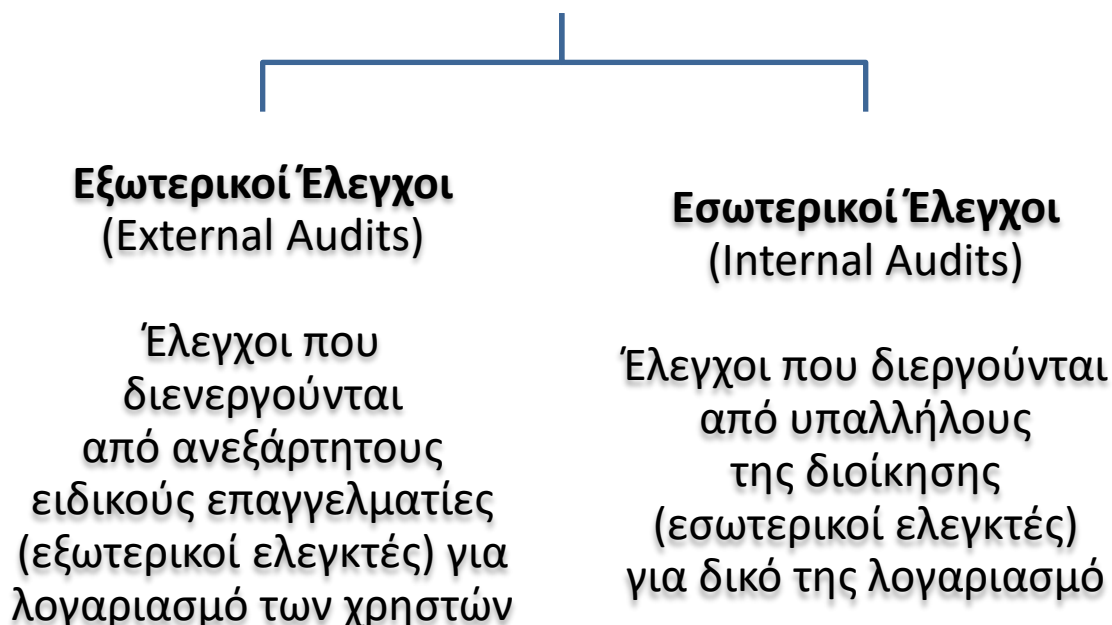 Εξωτερικοί Έλεγχοι
(External Audits)
Έλεγχοι που
διενεργούνται
από ανεξάρτητους
ειδικούς επαγγελματίες
(εξωτερικοί ελεγκτές) για
λογαριασμό των χρηστών
Εσωτερικοί Έλεγχοι
(Internal Audits)
Έλεγχοι που διεργούνται
από υπαλλήλους
της διοίκησης
(εσωτερικοί ελεγκτές)
για δικό της λογαριασμό